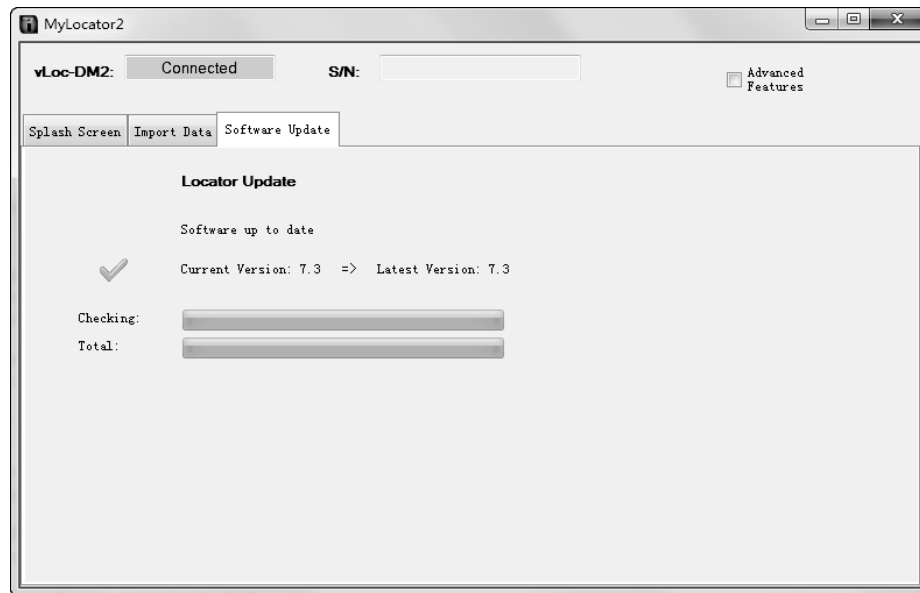 MyLocator2
vLoc-DM2: Connected S/N:
Advanced
Features
Splash Screen Import Data Software Update
Locator Update
Software up to date
Current Version: 7.3 => Latest Version: 7.3
Checking:
Total: